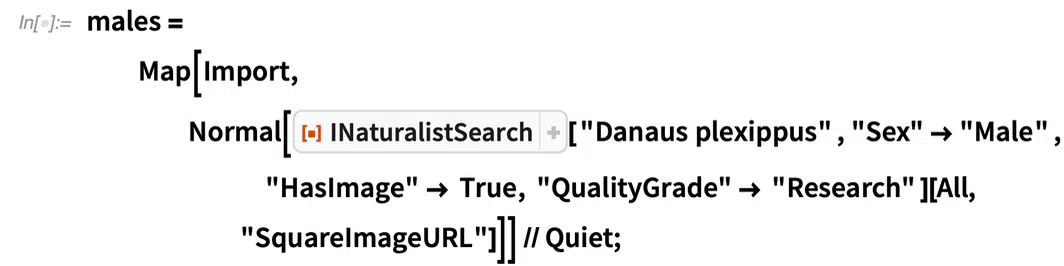 In[•]:= males =
Map[Import,
Normal[[▪] INaturalistSearch +["Danaus plexippus", "Sex" → "Male",
"HasImage" → True, "QualityGrade" → "Research"][All,
"SquareImageURL"]]] // Quiet;